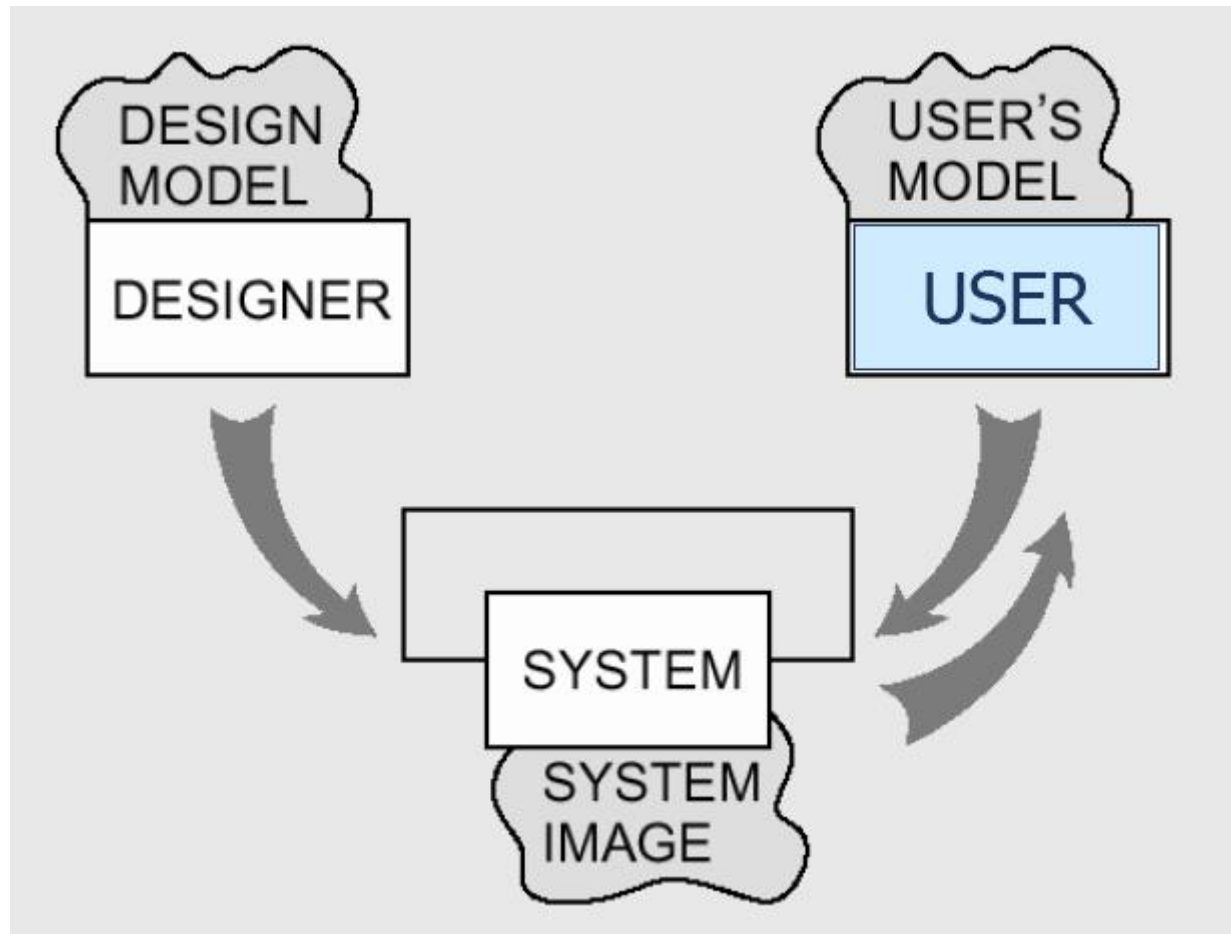 DESIGN
MODEL
DESIGNER
USER'S
MODEL
USER
SYSTEM
SYSTEM
IMAGE